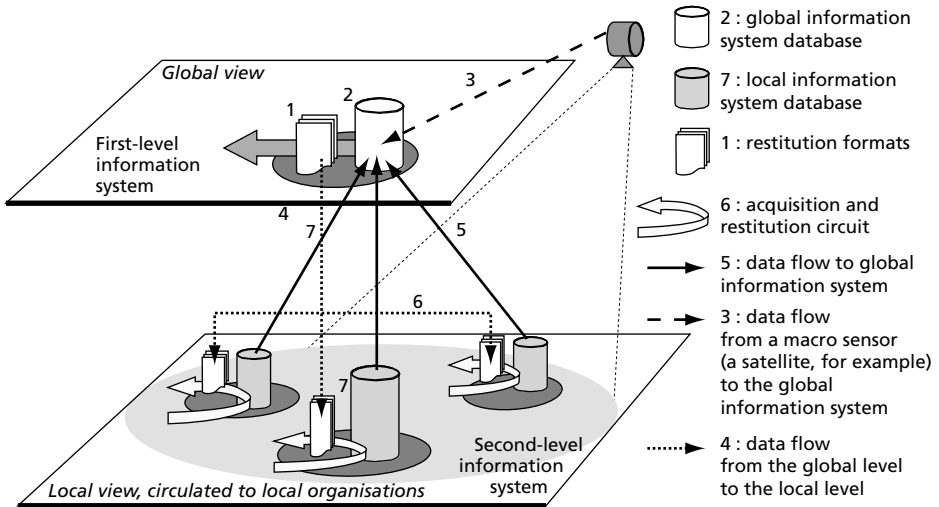 Global view
1
2
3
First-level
information
system
4
7
5
6
7
Second-level
information
system
Local view, circulated to local organisations
2 : global information
system database
7 : local information
system database
1 : restitution formats
6 : acquisition and
restitution circuit
5 : data flow to global
information system
3 : data flow
from a macro sensor
(a satellite, for example)
to the global
information system
4 : data flow
from the global level
to the local level